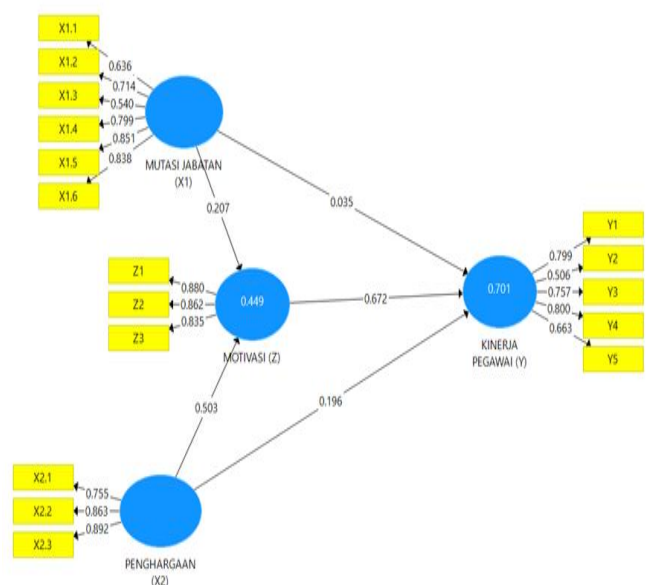 X1.1
X1.2
X1.3
X1.4
X1.5
X1.6
0.636
0.714
0.540
0.799
0.851
0.838
MUTASI JABATAN
(X1)
0.207
0.035
Z1
Z2
Z3
0.880
0.862
0.835
0.449
MOTIVASI (Z)
0.672
0.701
KINERJA
PEGAWAI (Y)
0.799
0.506
0.757
0.800
0.663
Y1
Y2
Y3
Y4
Y5
0.503
0.196
X2.1
X2.2
X2.3
0.755
0.863
0.892
PENGHARGAAN
(X2)